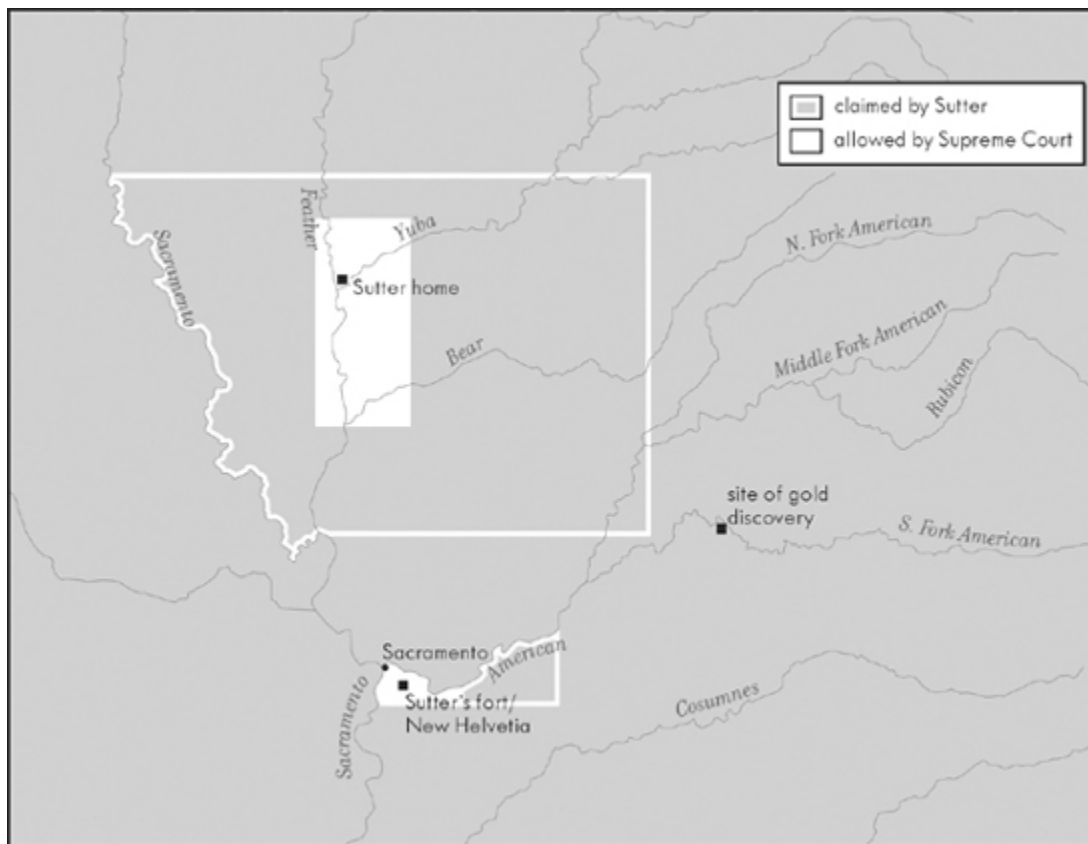 claimed by Sutter
allowed by Supreme Court
Feather
Yuba
N. Fork American
Sacramento
Sutter home
Bear
Middle Fork American
Rubicon
site of gold
discovery
S. Fork American
Sacramento
American
Sutter's fort/
New Helvetia
Sacramento
Cosumnes